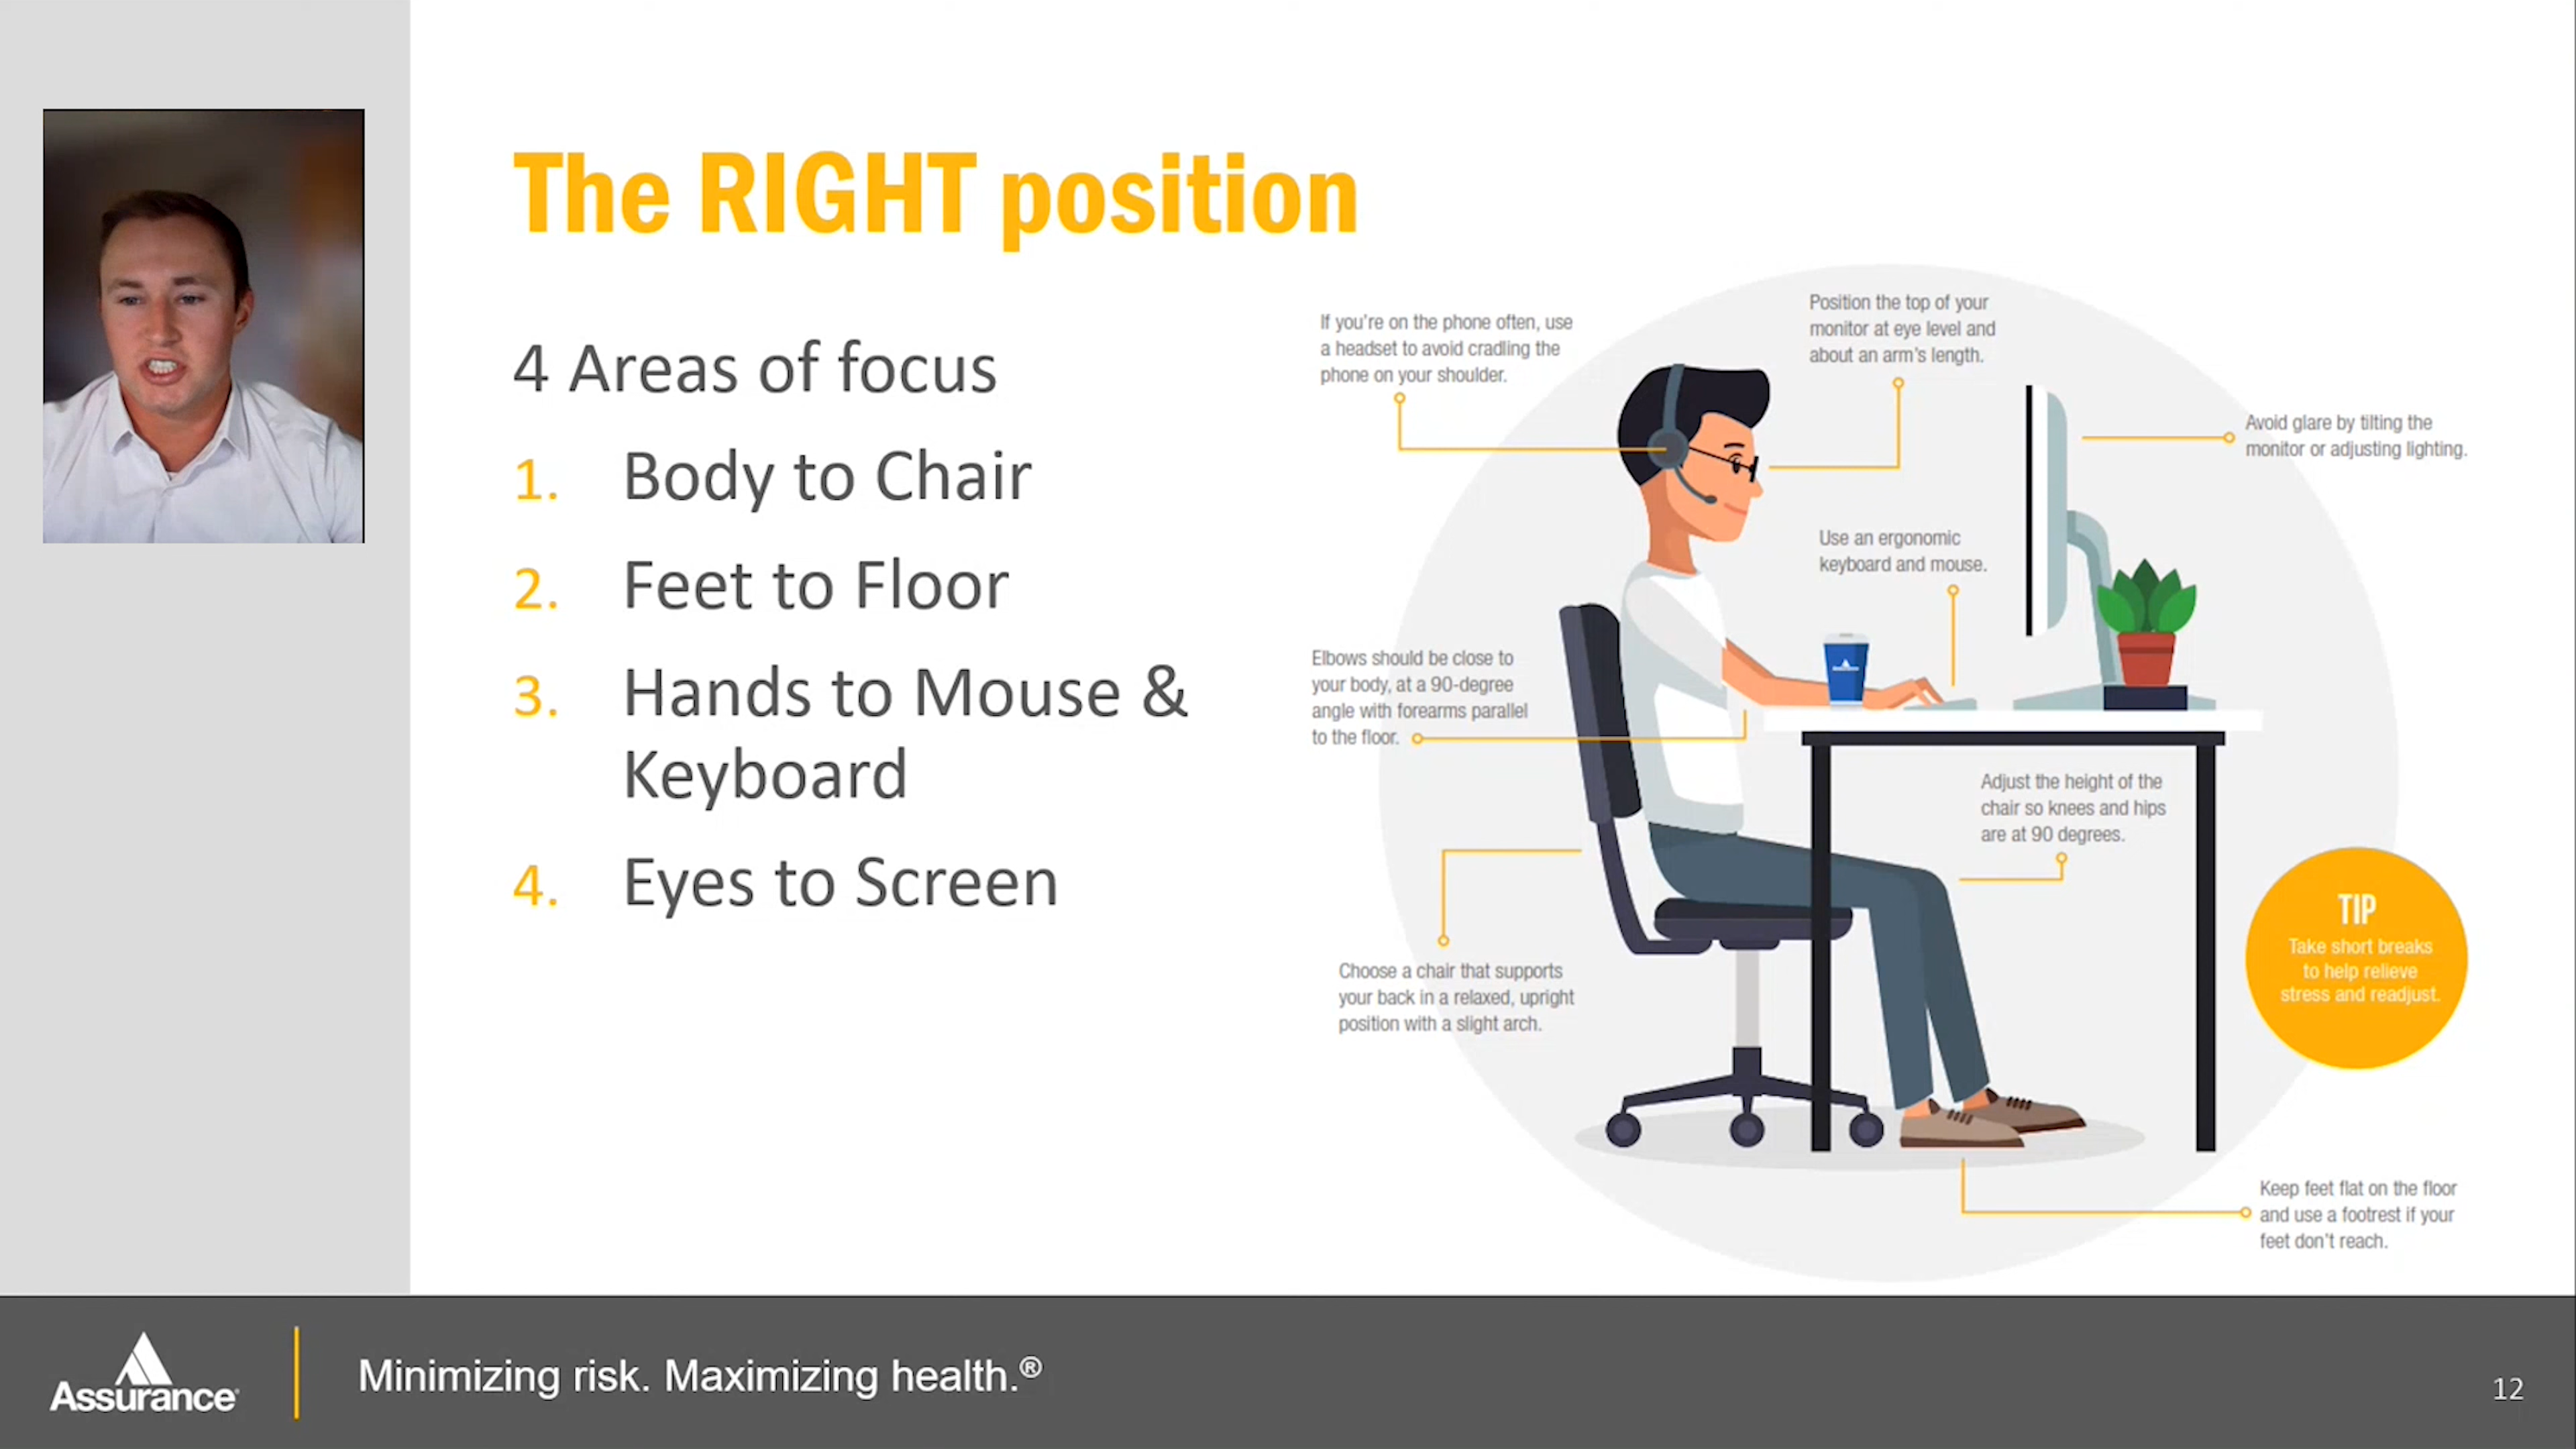 The RIGHT position
4 Areas of focus
1. Body to Chair
2. Feet to Floor
3. Hands to Mouse &
Keyboard
4. Eyes to Screen
If you're on the phone often, use
a headset to avoid cradling the
phone on your shoulder.
Position the top of your
monitor at eye level and
about an arm's length.
Avoid glare by tilting the
monitor or adjusting lighting.
Use an ergonomic
keyboard and mouse.
Elbows should be close to
your body, at a 90-degree
angle with forearms parallel
to the floor.
Adjust the height of the
chair so knees and hips
are at 90 degrees.
Choose a chair that supports
your back in a relaxed, upright
position with a slight arch.
TIP
Take short breaks
to help relieve
stress and readjust.
Keep feet flat on the floor
and use a footrest if your
feet don't reach.
Assurance
Minimizing risk. Maximizing health.®
12